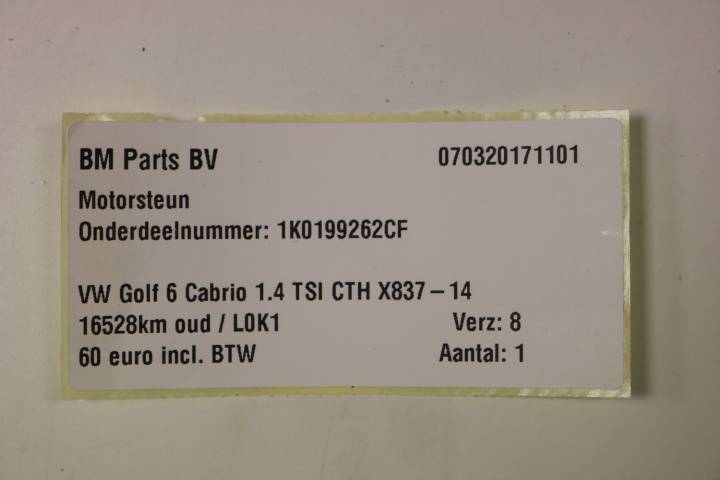 BM Parts BV 070320171101
Motorsteun
Onderdeelnummer: 1K0199262CF
VW Golf 6 Cabrio 1.4 TSI CTH X837-14
16528km oud / L0K1 Verz: 8
60 euro incl. BTW Aantal: 1